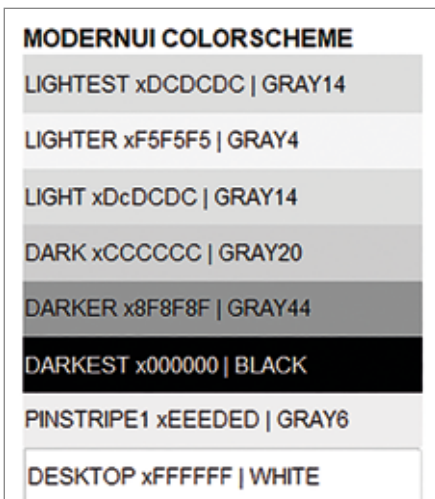 MODERNUI COLORSCHEME
LIGHTEST xDCDCDC | GRAY14
LIGHTER xF5F5F5 | GRAY4
LIGHT xDcDCDC | GRAY14
DARK xCCCCCC | GRAY20
DARKER x8F8F8F | GRAY44
DARKEST x000000 | BLACK
PINSTRIPE1 xEEEDED | GRAY6
DESKTOP xFFFFFF | WHITE